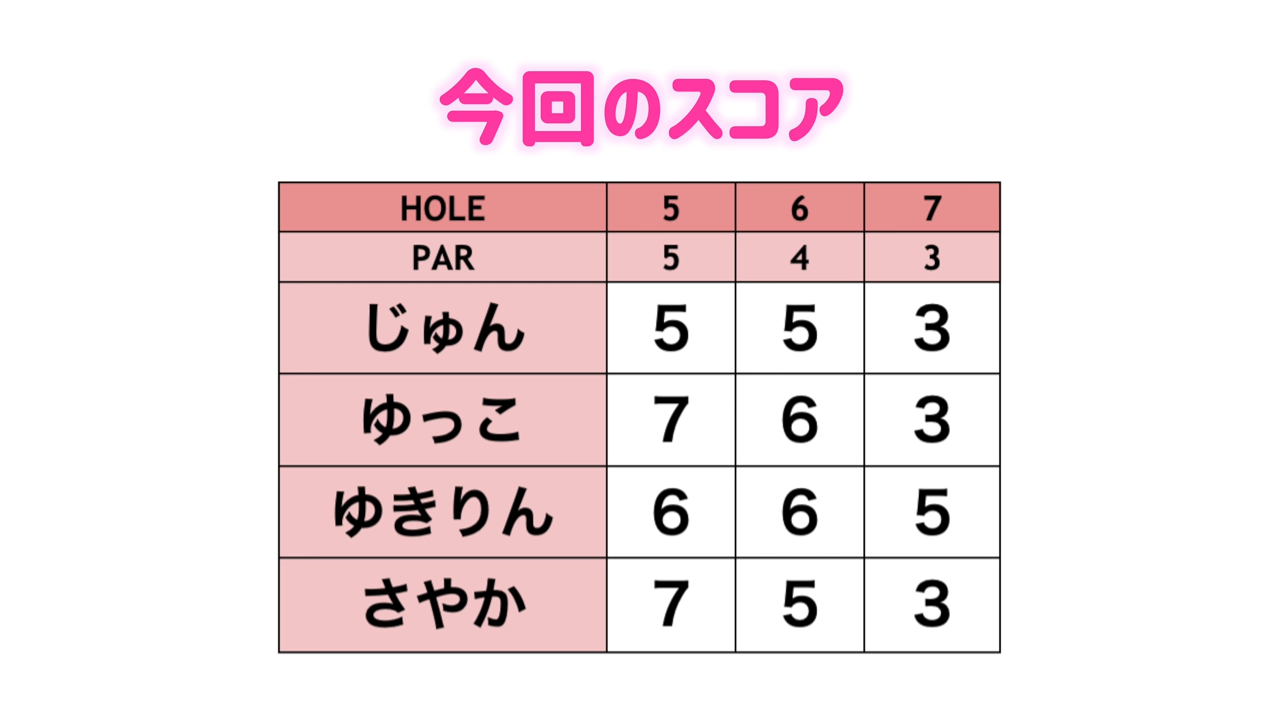 今回のスコア
HOLE 5 6 7
PAR 5 4 3
じゅん 5 5 3
ゆっこ 7 6 3
ゆきりん 6 6 5
さやか 7 5 3